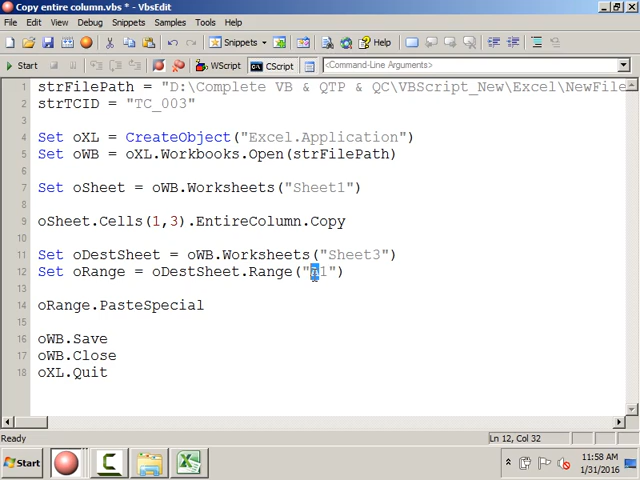 Copy entire column.vbs * - VbsEdit
File Edit View Debug Snippets Samples Tools Help
Snippets Help
Start WScript CScript <Command-Line Arguments>
1 strFilePath = "D:\Complete VB & QTP & QC\VBScript_New\Excel\NewFile
2 strTCID = "TC_003"
3
4 Set oXL = CreateObject("Excel.Application")
5 Set oWB = oXL.Workbooks.Open(strFilePath)
6
7 Set oSheet = oWB.Worksheets("Sheet1")
8
9 oSheet.Cells(1,3).EntireColumn.Copy
10
11 Set oDestSheet = oWB.Worksheets("Sheet3")
12 Set oRange = oDestSheet.Range(" 1")
13
14 oRange.PasteSpecial
15
16 oWB.Save
17 oWB.Close
18 oXL.Quit
Ready Ln 12, Col 32
Start 11:58 AM
1/31/2016